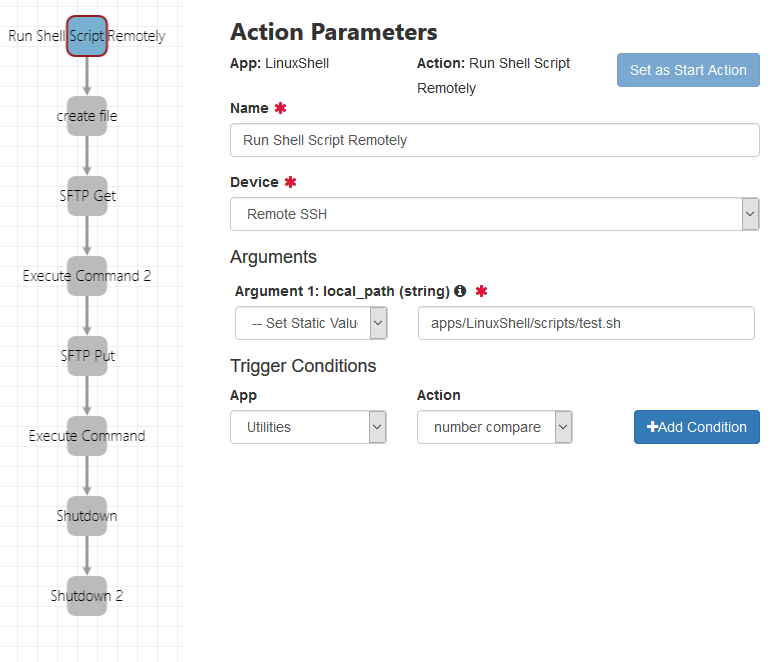 Run Shell Script Remotely
create file
SFTP Get
Execute Command 2
SFTP Put
Execute Command
Shutdown
Shutdown 2
Action Parameters
App: LinuxShell
Action: Run Shell Script
Remotely
Set as Start Action
Name *
Run Shell Script Remotely
Device *
Remote SSH
Arguments
Argument 1: local_path (string) *
-- Set Static Valu
apps/LinuxShell/scripts/test.sh
Trigger Conditions
App
Action
Utilities
number compare
+Add Condition